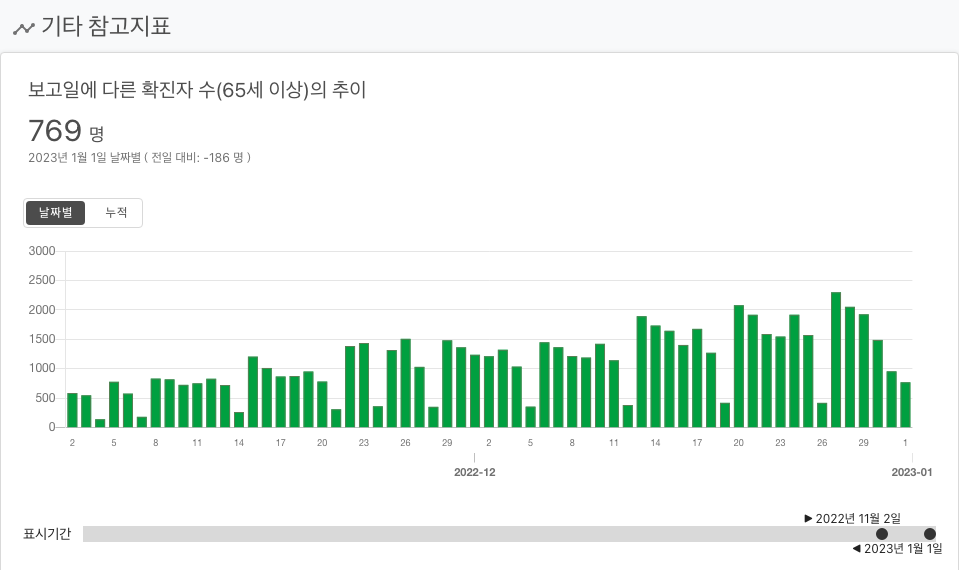 기타 참고지표
보고일에 다른 확진자 수(65세 이상)의 추이
769 명
2023년 1월 1일 날짜별 ( 전일 대비: -186 명 )
날짜별 누적
3000
2500
2000
1500
1000
500
0
2 5 8 11 14 17 20 23 26 29 2 5 8 11 14 17 20 23 26 29 1
2022-12 2023-01
▶ 2022년 11월 2일
표시기간
◀ 2023년 1월 1일